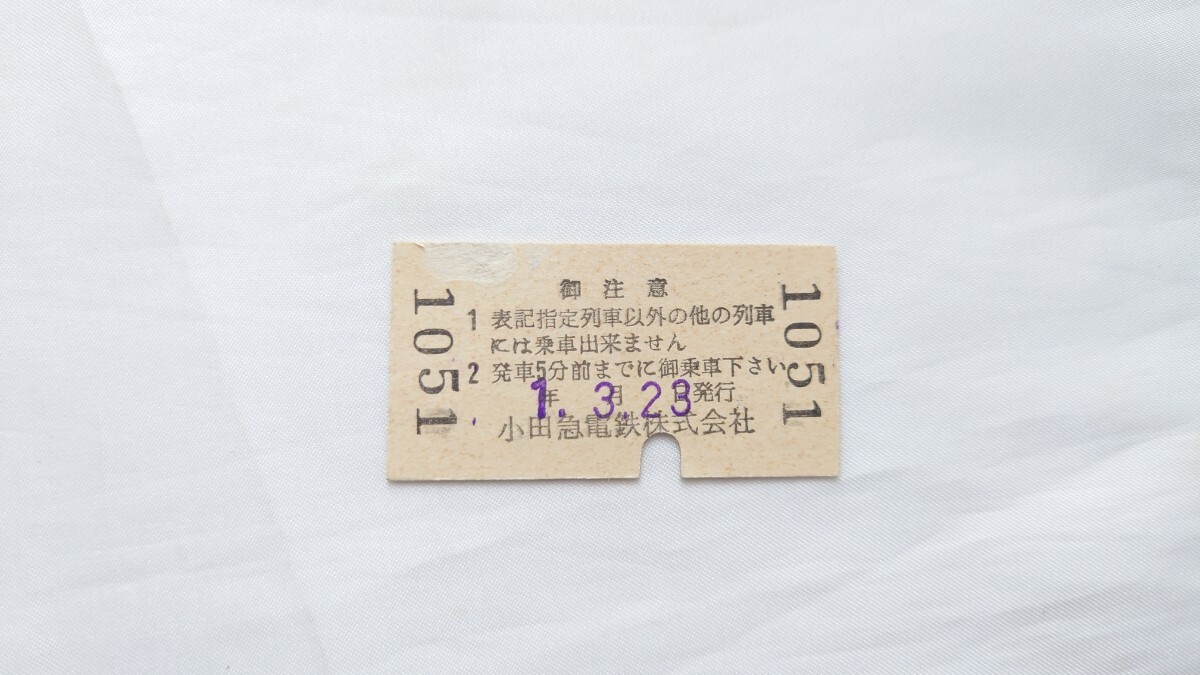 御注意
1 表記指定列車以外の他の列車
には乗車出来ません
2 発車5分前までに御乗車下さい
年 月 日発行
1. 3. 23
小田急電鉄株式会社
1051
1051